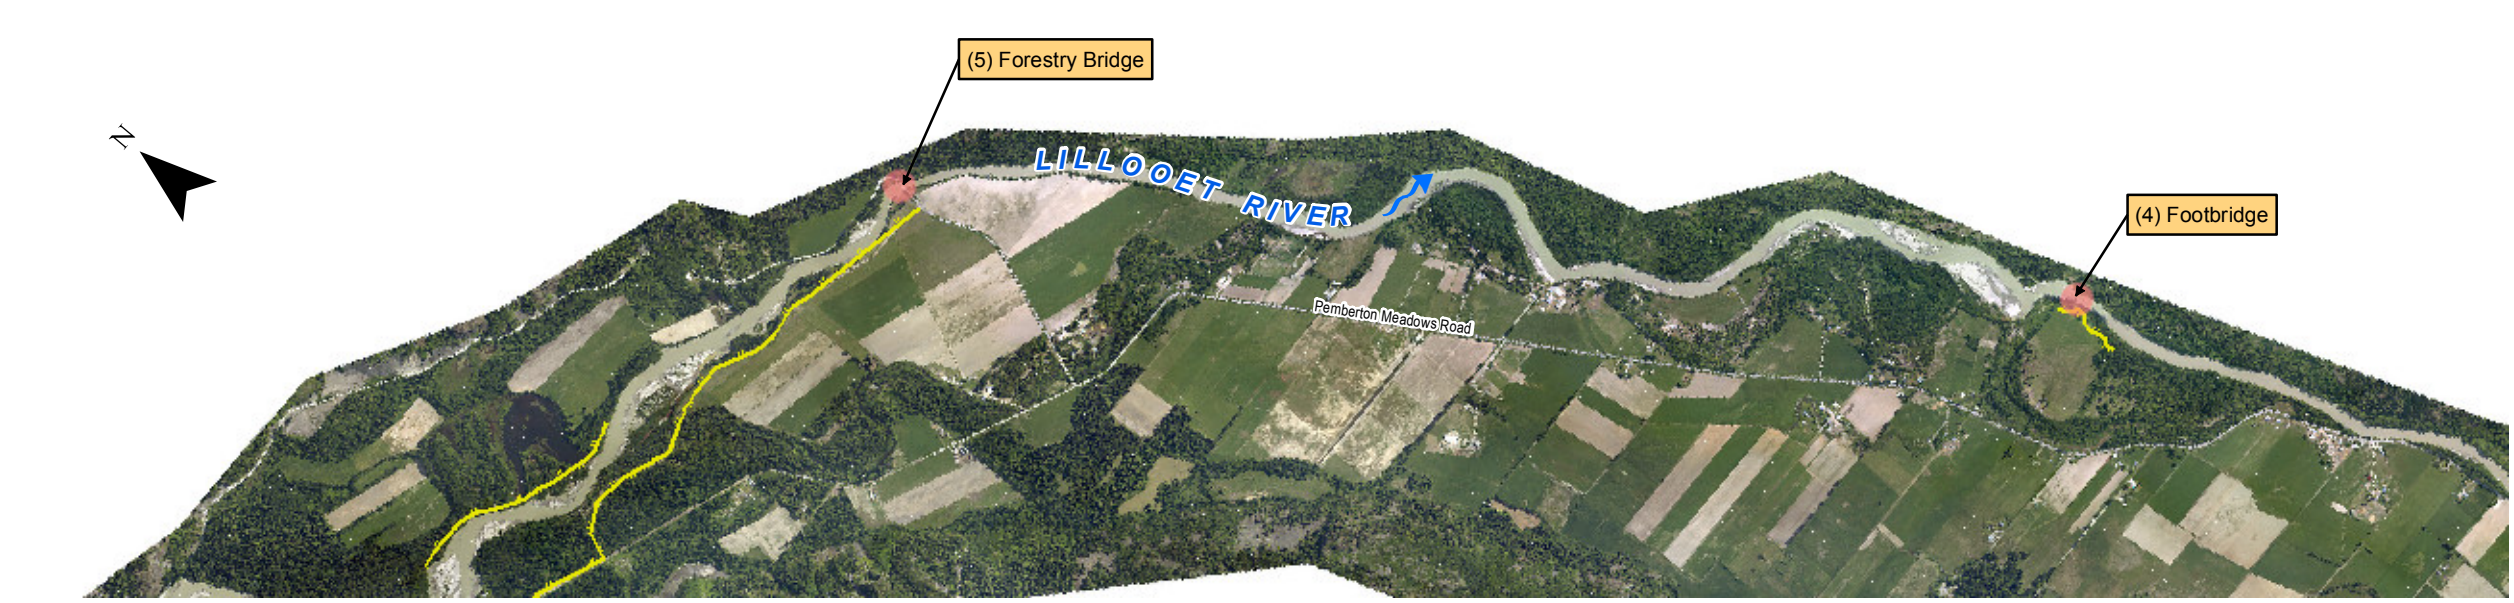 (5) Forestry Bridge
N
LILLOOET RIVER
(4) Footbridge
Pemberton Meadows Road